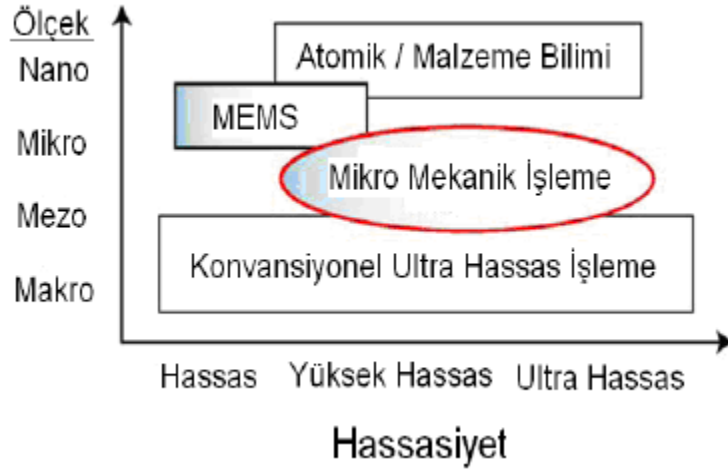 Ölçek
Nano
Mikro
Mezo
Makro
Atomik / Malzeme Bilimi
MEMS
Mikro Mekanik İşleme
Konvansiyonel Ultra Hassas İşleme
Hassas Yüksek Hassas Ultra Hassas
Hassasiyet